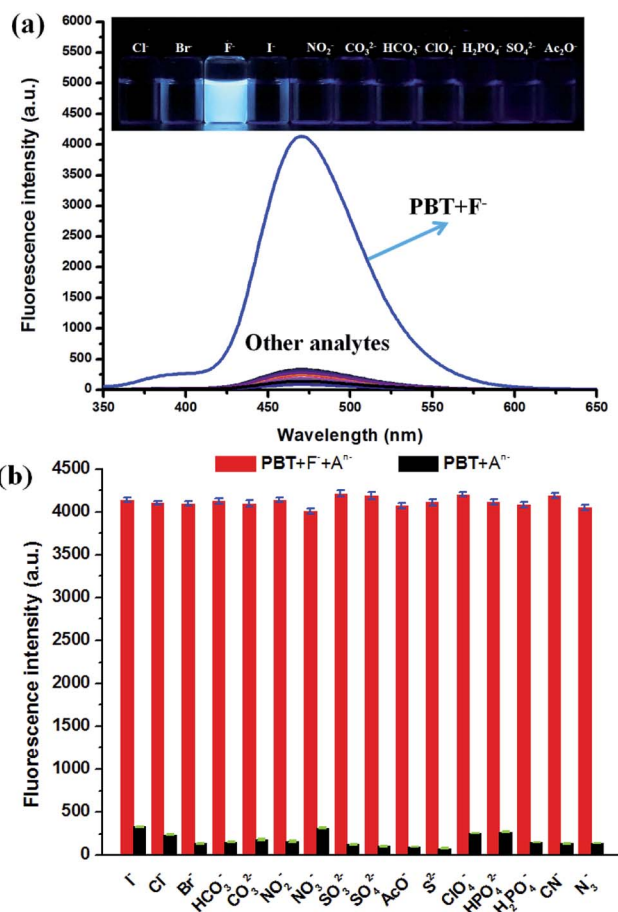 (a)
Cl⁻ Br⁻ F⁻ I⁻ NO₂⁻ CO₃²⁻ HCO₃⁻ ClO₄⁻ H₂PO₄⁻ SO₄²⁻ Ac₂O⁻
6000
5500
5000
4500
4000
3500
3000
2500
2000
1500
1000
500
0
Fluorescence intensity (a.u.)
PBT+F⁻
Other analytes
350 400 450 500 550 600 650
Wavelength (nm)
(b)
PBT+F⁻+Aⁿ⁻ PBT+Aⁿ⁻
4500
4000
3500
3000
2500
2000
1500
1000
500
0
Fluorescence intensity (a.u.)
I⁻ Cl⁻ Br⁻ HCO₃⁻ CO₃²⁻ NO₂⁻ NO₃⁻ SO₃²⁻ SO₄²⁻ AcO⁻ S²⁻ ClO₄⁻ HPO₄²⁻ H₂PO₄⁻ CN⁻ N₃⁻